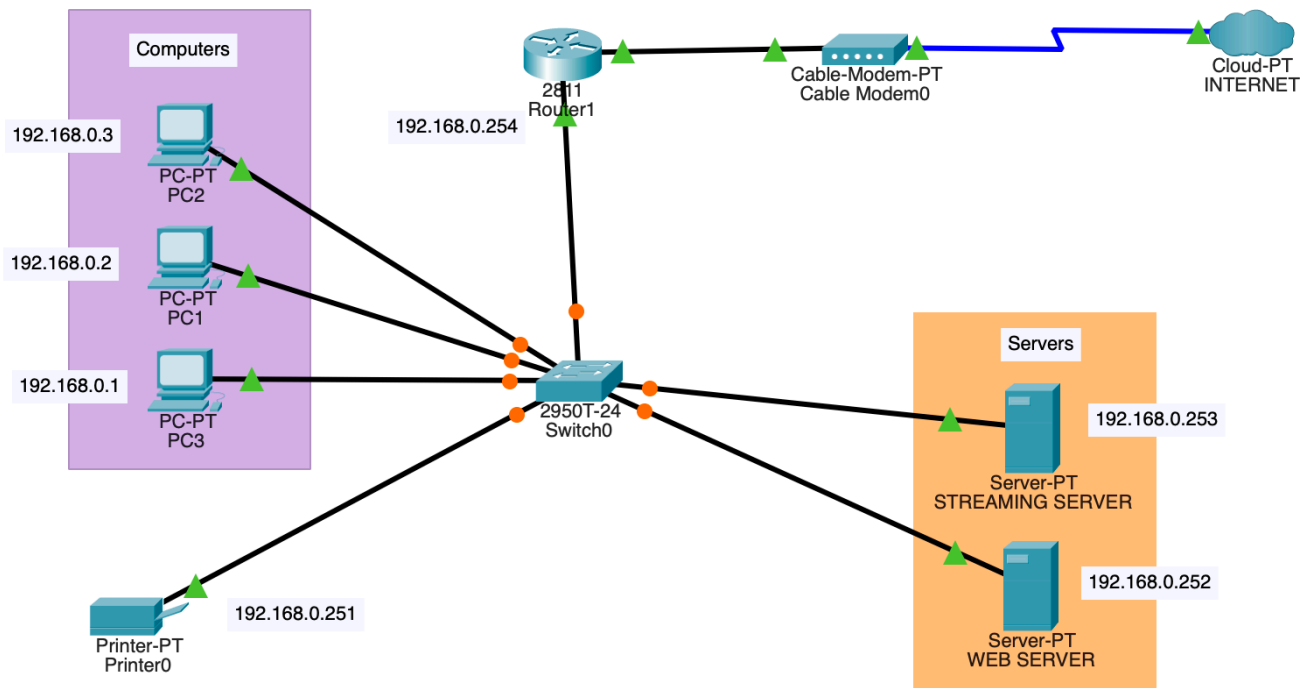 Computers
192.168.0.3
PC-PT
PC2
192.168.0.2
PC-PT
PC1
192.168.0.1
PC-PT
PC3
2811
Router1
192.168.0.254
Cable-Modem-PT
Cable Modem0
Cloud-PT
INTERNET
2950T-24
Switch0
Servers
192.168.0.253
Server-PT
STREAMING SERVER
192.168.0.252
Server-PT
WEB SERVER
192.168.0.251
Printer-PT
Printer0